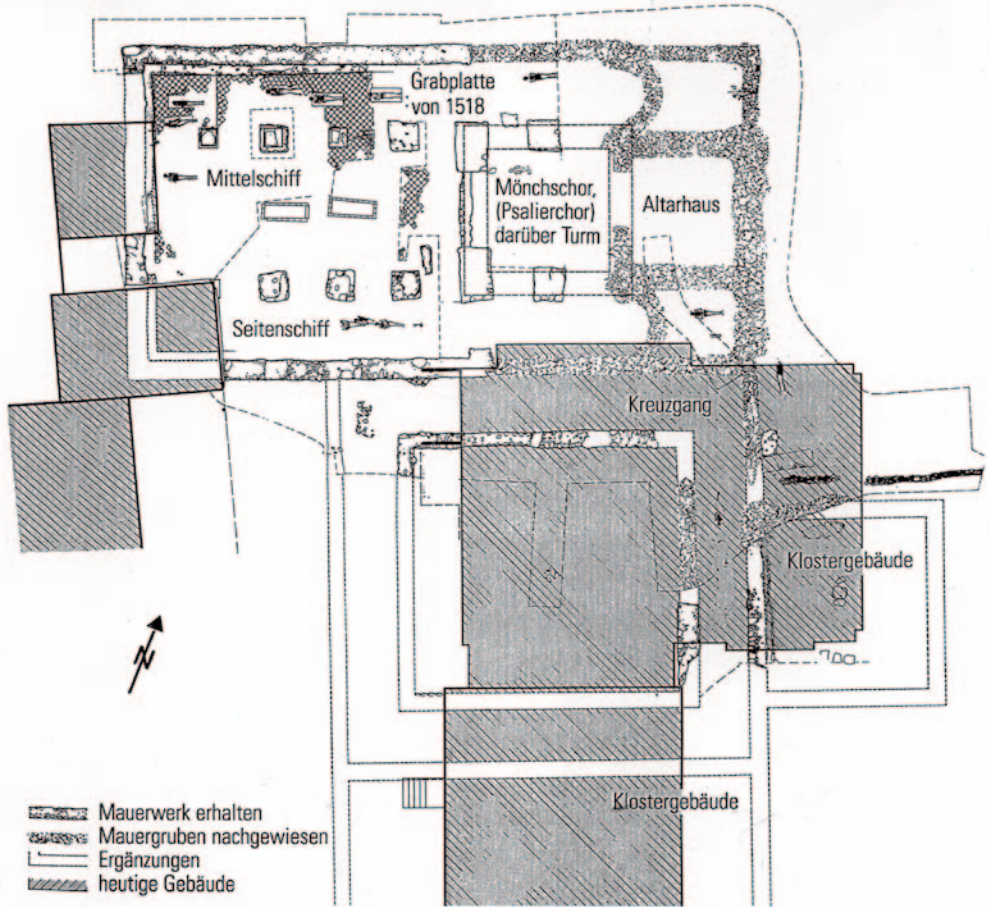 Grabplatte
von 1518
Mittelschiff
Mönchschor,
(Psalierchor)
darüber Turm
Altarhaus
Seitenschiff
Kreuzgang
Klostergebäude
N
Klostergebäude
Mauerwerk erhalten
Mauergruben nachgewiesen
Ergänzungen
heutige Gebäude